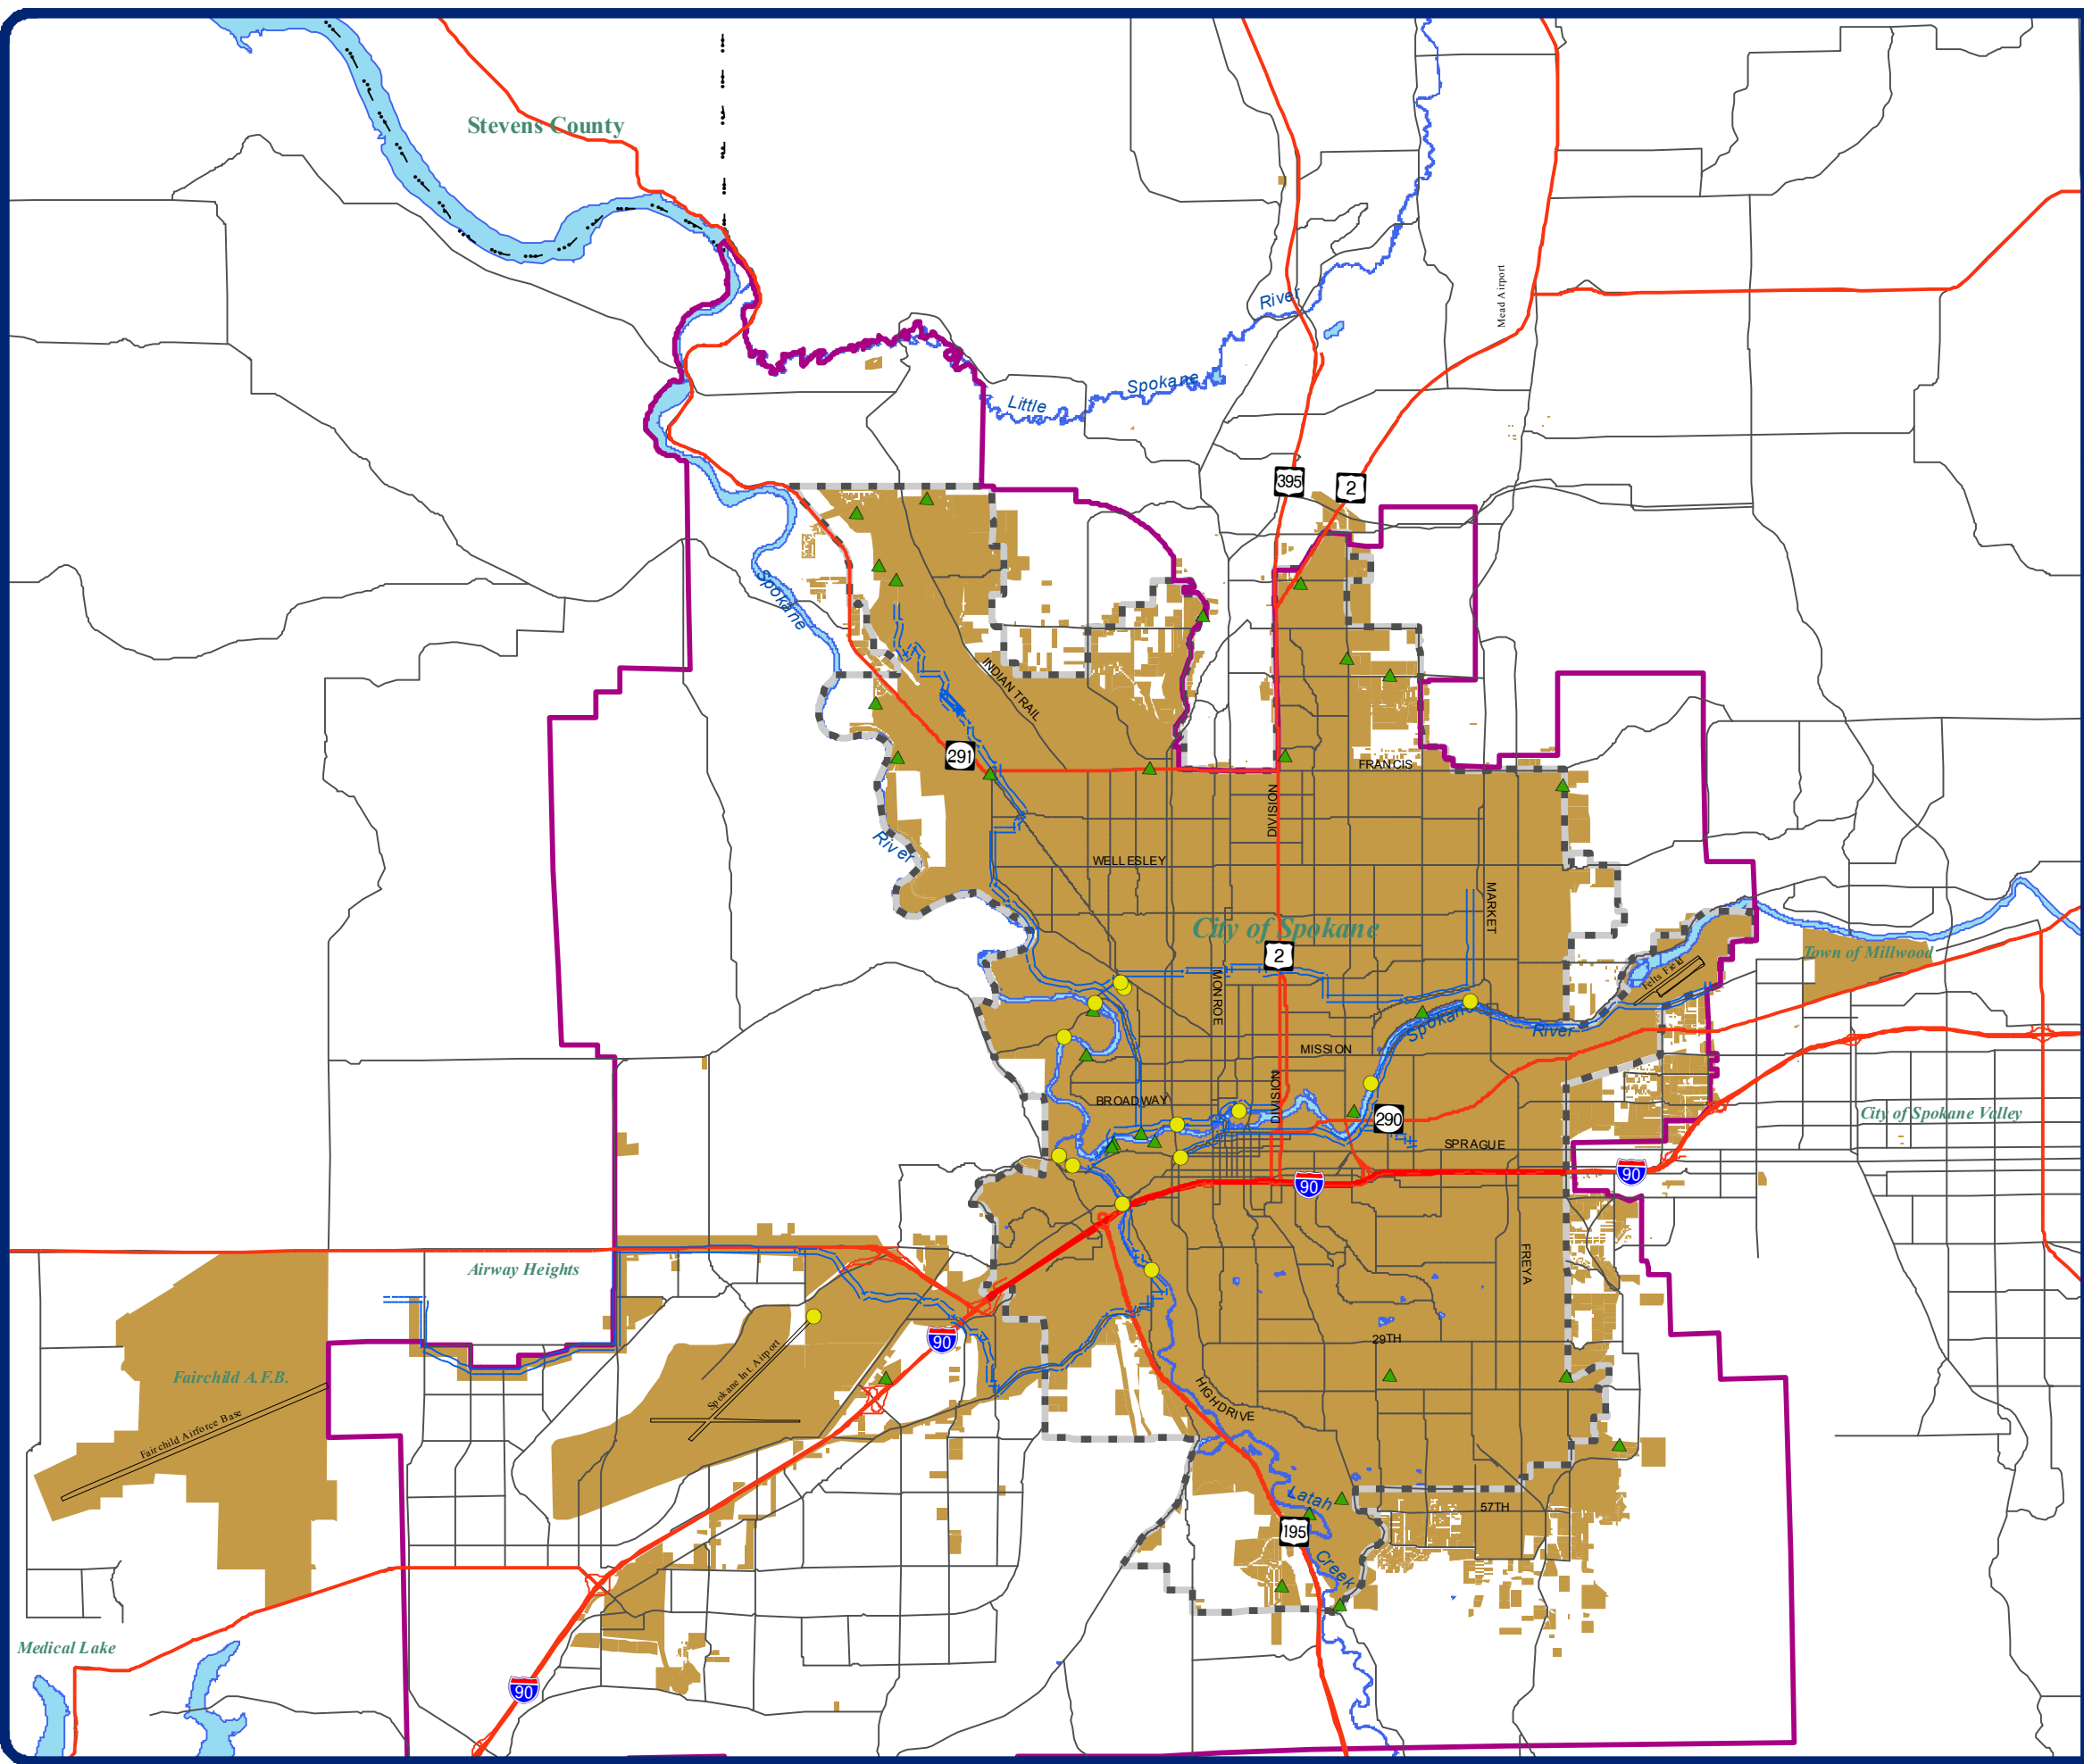 Stevens County
River
Mead Airport
Spokane
Little
395
2
Spokane
INDIAN TRAIL
291
FRANCIS
DIVISION
River
WELLESLEY
MARKET
City of Spokane
2
Town of Millwood
Felts Field
MONROE
Spokane
River
MISSION
DIVISION
BROADWAY
290
City of Spokane Valley
SPRAGUE
90
90
FREYA
Airway Heights
29TH
90
Spokane Int. Airport
Fairchild A.F.B.
Fairchild Airforce Base
HIGH DRIVE
Latah
57TH
195
Creek
Medical Lake
90